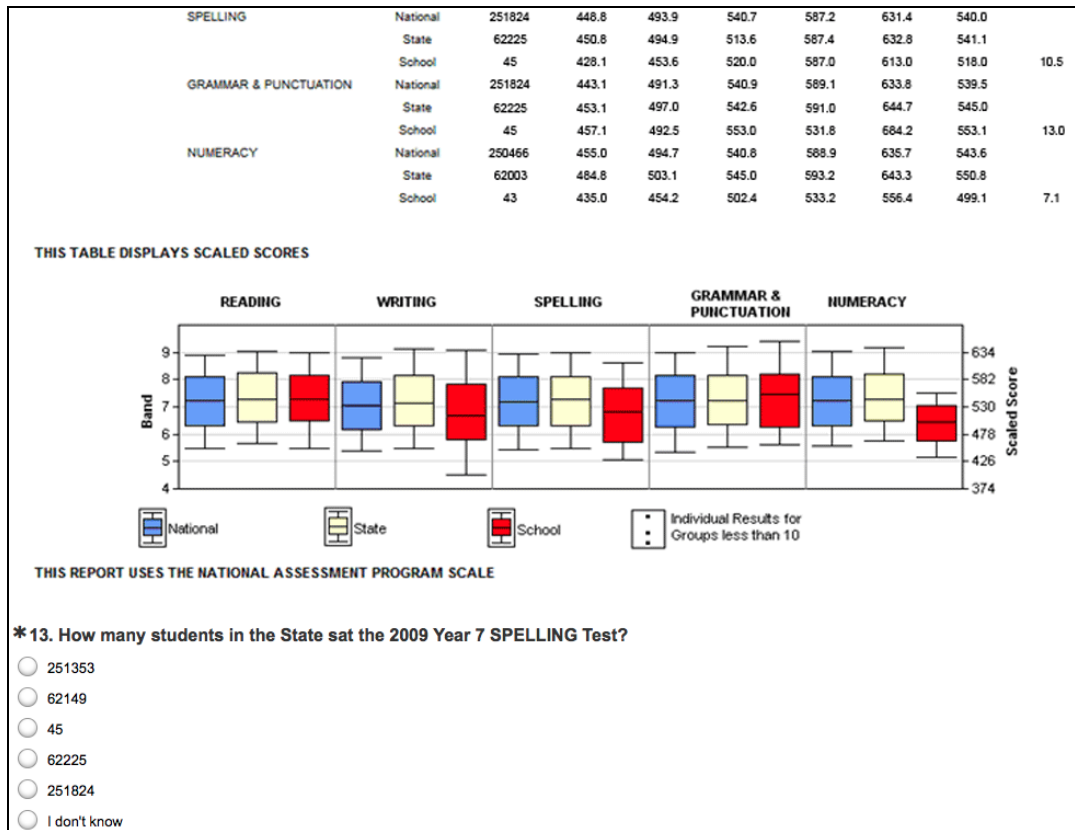 SPELLING National 251824 448.8 493.9 540.7 587.2 631.4 540.0
State 62225 450.8 494.9 513.6 587.4 632.8 541.1
School 45 428.1 453.6 520.0 587.0 613.0 518.0 10.5
GRAMMAR & PUNCTUATION National 251824 443.1 491.3 540.9 589.1 633.8 539.5
State 62225 453.1 497.0 542.6 591.0 644.7 545.0
School 45 457.1 492.5 553.0 531.8 684.2 553.1 13.0
NUMERACY National 250466 455.0 494.7 540.8 588.9 635.7 543.6
State 62003 484.8 503.1 545.0 593.2 643.3 550.8
School 43 435.0 454.2 502.4 533.2 556.4 499.1 7.1
THIS TABLE DISPLAYS SCALED SCORES
READING WRITING SPELLING GRAMMAR & PUNCTUATION NUMERACY
Band
9 634
8 582
7 530
6 478
5 426
4 374
Scaled Score
National State School Individual Results for
Groups less than 10
THIS REPORT USES THE NATIONAL ASSESSMENT PROGRAM SCALE
*13. How many students in the State sat the 2009 Year 7 SPELLING Test?
251353
62149
45
62225
251824
I don't know